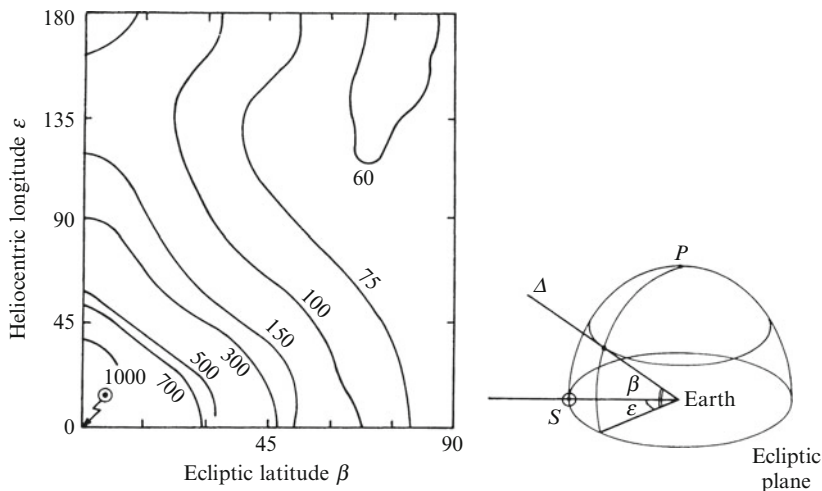 180
135
90
45
0
Heliocentric longitude ε
60
75
100
150
300
500
700
1000
0
45
90
Ecliptic latitude β
P
Δ
β
ε
Earth
S
Ecliptic
plane